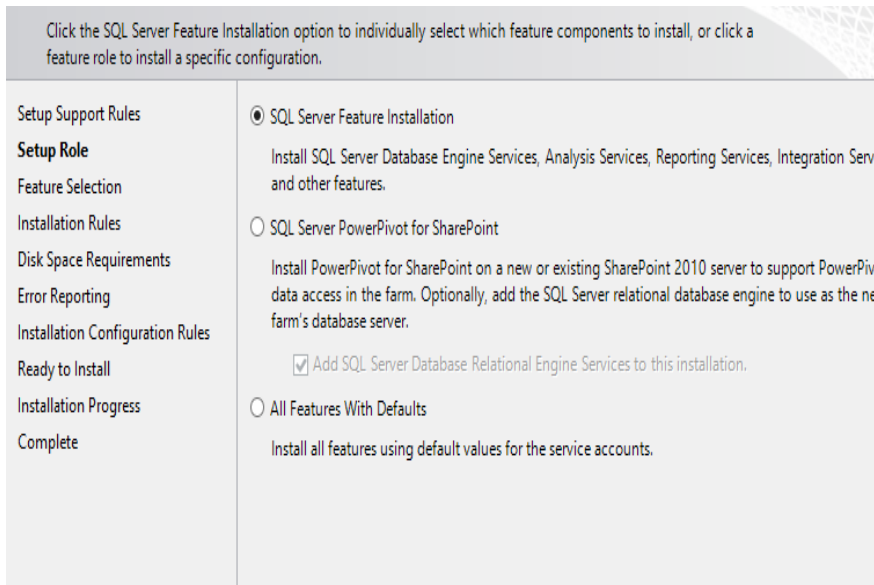 Click the SQL Server Feature Installation option to individually select which feature components to install, or click a
feature role to install a specific configuration.
Setup Support Rules
Setup Role
Feature Selection
Installation Rules
Disk Space Requirements
Error Reporting
Installation Configuration Rules
Ready to Install
Installation Progress
Complete
SQL Server Feature Installation
Install SQL Server Database Engine Services, Analysis Services, Reporting Services, Integration Serv
and other features.
SQL Server PowerPivot for SharePoint
Install PowerPivot for SharePoint on a new or existing SharePoint 2010 server to support PowerPiv
data access in the farm. Optionally, add the SQL Server relational database engine to use as the ne
farm's database server.
Add SQL Server Database Relational Engine Services to this installation.
All Features With Defaults
Install all features using default values for the service accounts.